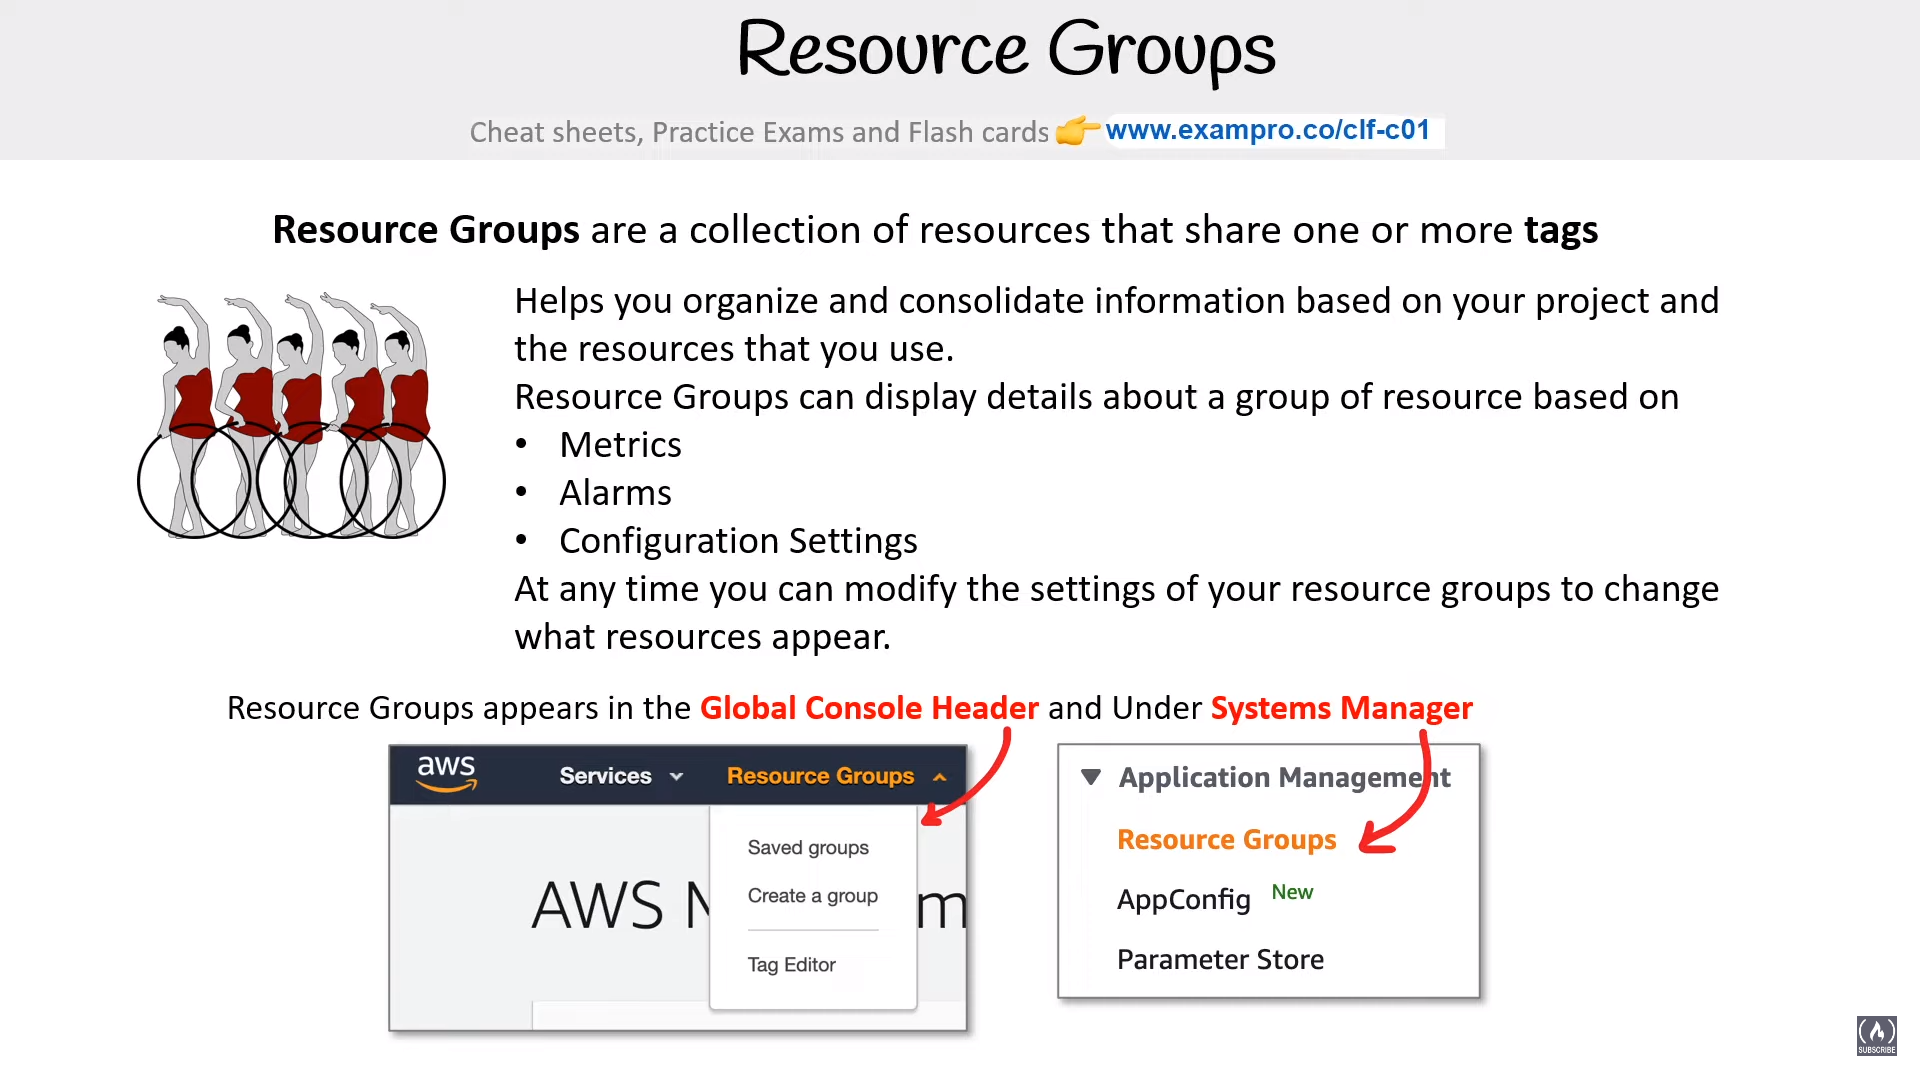 Resource Groups
Cheat sheets, Practice Exams and Flash cards 👉 www.exampro.co/clf-c01
Resource Groups are a collection of resources that share one or more tags
Helps you organize and consolidate information based on your project and
the resources that you use.
Resource Groups can display details about a group of resource based on
• Metrics
• Alarms
• Configuration Settings
At any time you can modify the settings of your resource groups to change
what resources appear.
Resource Groups appears in the Global Console Header and Under Systems Manager
aws Services Resource Groups
Saved groups
Create a group
AWS M m
Tag Editor
Application Management
Resource Groups
AppConfig New
Parameter Store
SUBSCRIBE